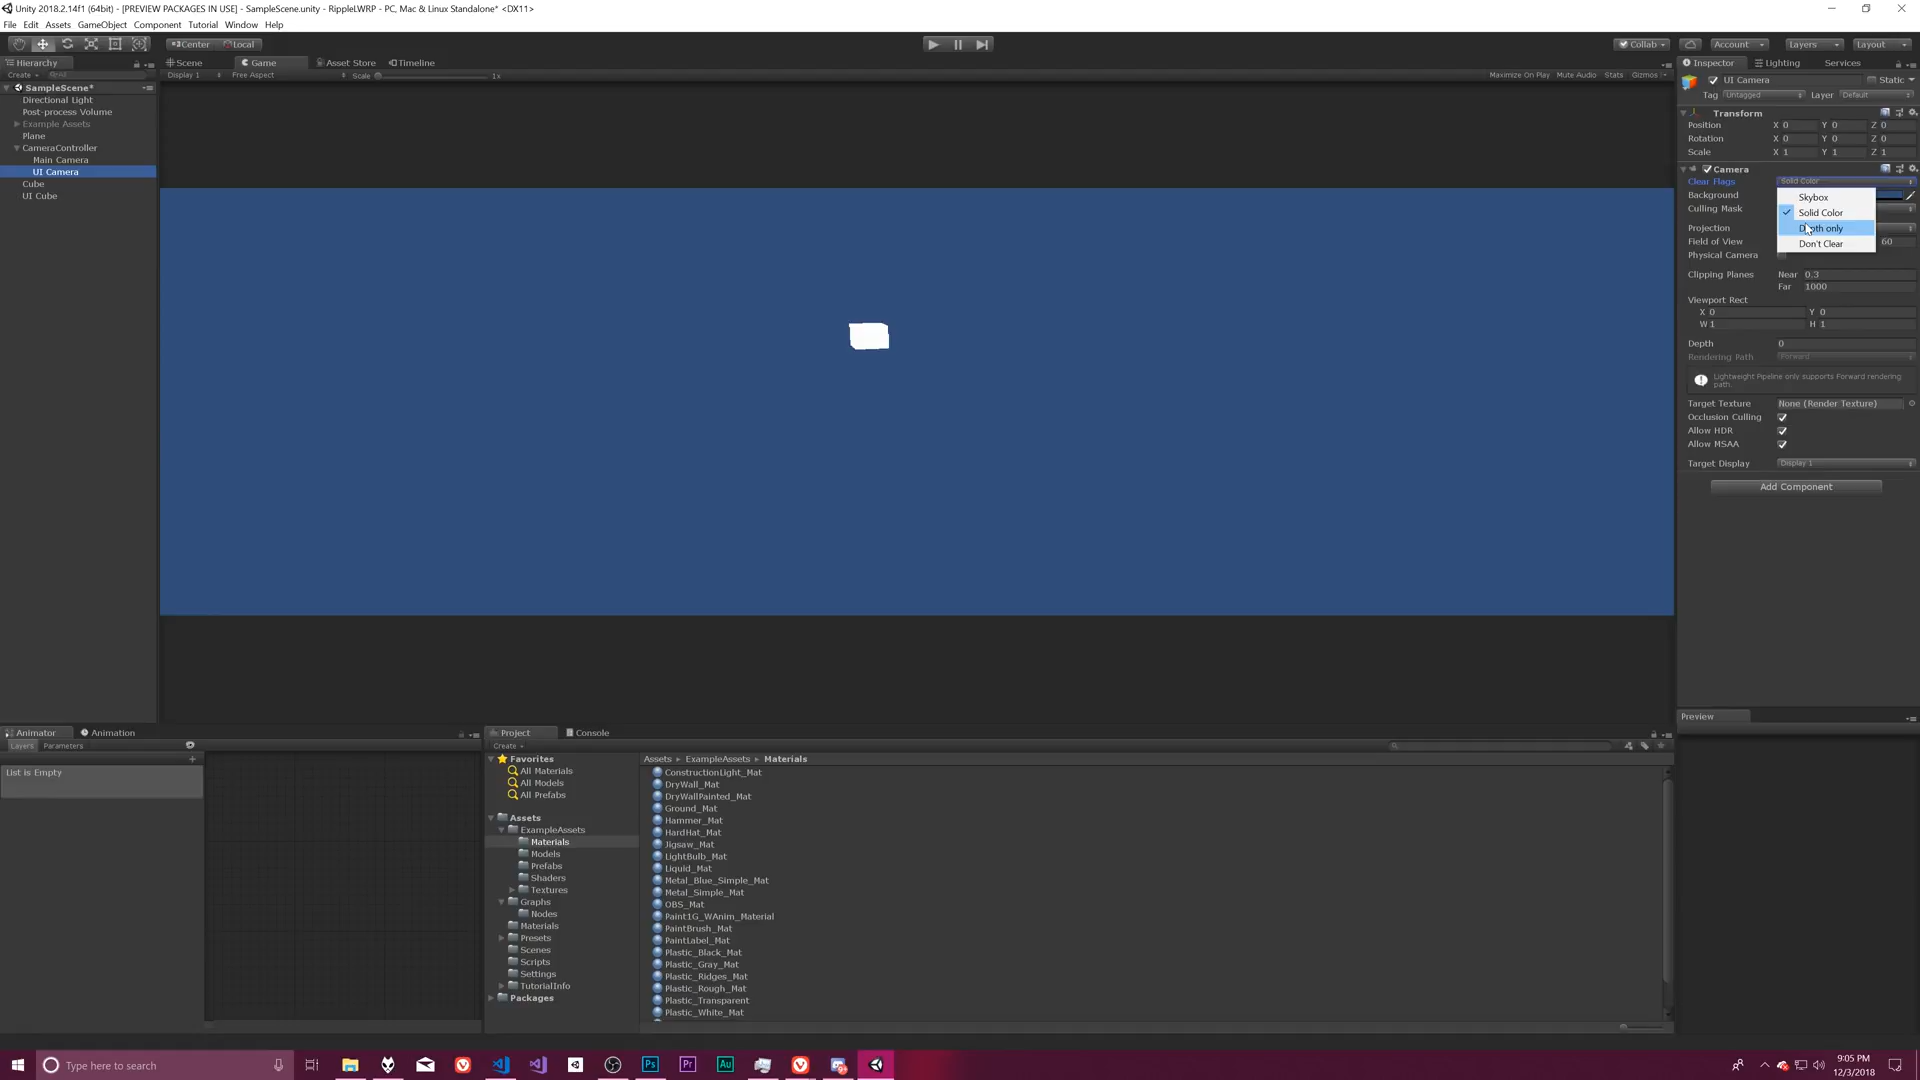 Unity 2018.2.14f1 (64bit) - [PREVIEW PACKAGES IN USE] - SampleScene.unity - RippleLWRP - PC, Mac & Linux Standalone* <DX11>
File Edit Assets GameObject Component Tutorial Window Help
Center Local Collab Account Layers Layout
Hierarchy Scene Game Asset Store Timeline Inspector Lighting Services
Create All Display 1 Free Aspect Scale 1x Maximize On Play Mute Audio Stats Gizmos
UI Camera Static
SampleScene*
Tag Untagged Layer Default
Directional Light
Post-process Volume
Example Assets
Plane
CameraController
Main Camera
UI Camera
Cube
UI Cube
Transform
Position X 0 Y 0 Z 0
Rotation X 0 Y 0 Z 0
Scale X 1 Y 1 Z 1
Camera
Clear Flags Solid Color
Background
Culling Mask
Skybox
Solid Color
Depth only
Don't Clear
Projection
Field of View 60
Physical Camera
Clipping Planes Near 0.3
Far 1000
Viewport Rect
X 0 Y 0
W 1 H 1
Depth 0
Rendering Path Forward
Lightweight Pipeline only supports Forward rendering
path.
Target Texture None (Render Texture)
Occlusion Culling
Allow HDR
Allow MSAA
Target Display Display 1
Add Component
Preview
Animator Animation
Layers Parameters
List is Empty
Project Console
Create
Favorites
All Materials
All Models
All Prefabs
Assets
ExampleAssets
Materials
Models
Prefabs
Shaders
Textures
Graphs
Nodes
Materials
Presets
Scenes
Scripts
Settings
TutorialInfo
Packages
Assets ExampleAssets Materials
ConstructionLight_Mat
DryWall_Mat
DryWallPainted_Mat
Ground_Mat
Hammer_Mat
HardHat_Mat
Jigsaw_Mat
LightBulb_Mat
Liquid_Mat
Metal_Blue_Simple_Mat
Metal_Simple_Mat
OBS_Mat
Paint1G_WAnim_Material
PaintBrush_Mat
PaintLabel_Mat
Plastic_Black_Mat
Plastic_Gray_Mat
Plastic_Ridges_Mat
Plastic_Rough_Mat
Plastic_Transparent
Plastic_White_Mat
Type here to search
Ps Pr Au
9:05 PM
12/3/2018